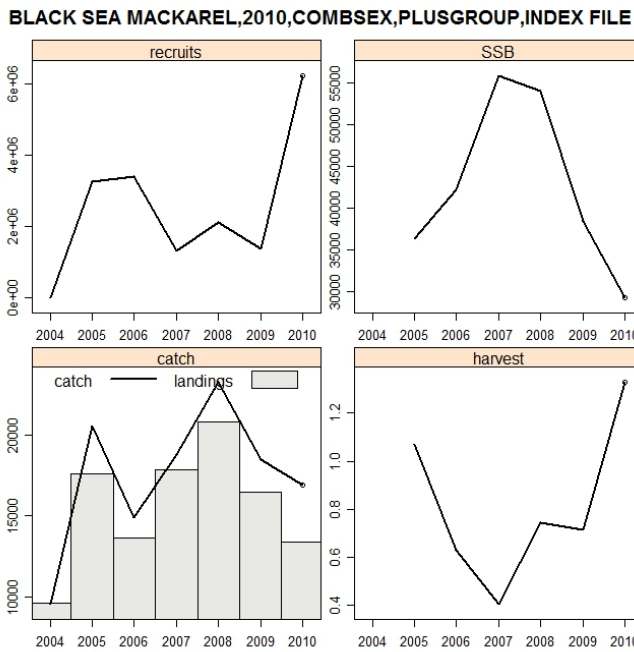 BLACK SEA MACKAREL,2010,COMBSEX,PLUSGROUP,INDEX FILE
recruits
0e+00 2e+06 4e+06 6e+06
2004 2005 2006 2007 2008 2009 2010
SSB
30000 35000 40000 45000 50000 55000
2004 2005 2006 2007 2008 2009 2010
catch
catch landings
10000 15000 20000
2004 2005 2006 2007 2008 2009 2010
harvest
0.4 0.6 0.8 1.0 1.2
2004 2005 2006 2007 2008 2009 2010